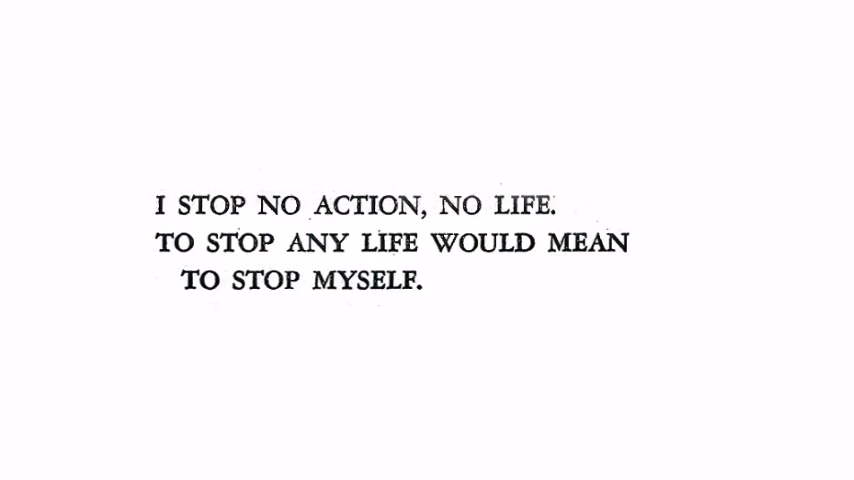 I STOP NO ACTION, NO LIFE.
TO STOP ANY LIFE WOULD MEAN
TO STOP MYSELF.